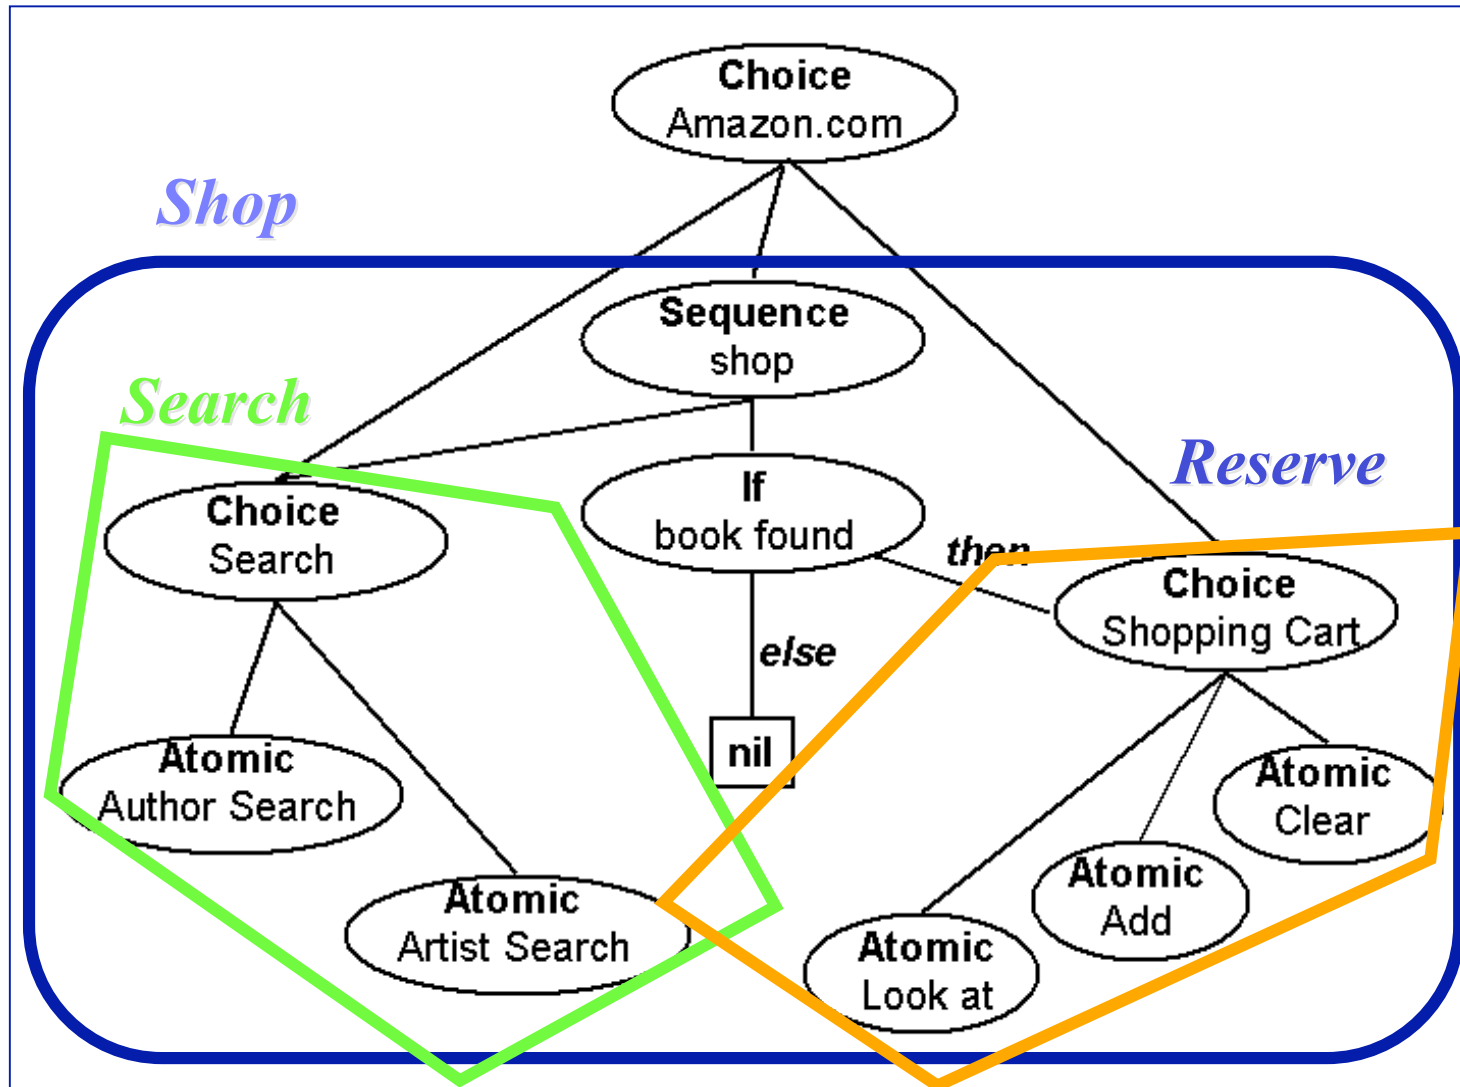 Choice
Amazon.com
Shop
Sequence
shop
Search
Reserve
Choice
Search
If
book found
then
Choice
Shopping Cart
else
nil
Atomic
Author Search
Atomic
Clear
Atomic
Artist Search
Atomic
Add
Atomic
Look at